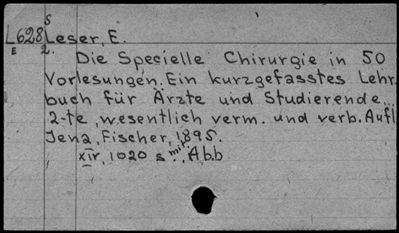 S
L628 Leser, E.
E 2.
Die Specielle Chirurgie in 50
Vorlesungen. Ein kurzgefasstes Lehr-
buch für Ärzte und Studierende...
2-te, wesentlich verm. und verb. Aufl
Jena, Fischer, 1895.
XIV, 1020 s. mit Abb